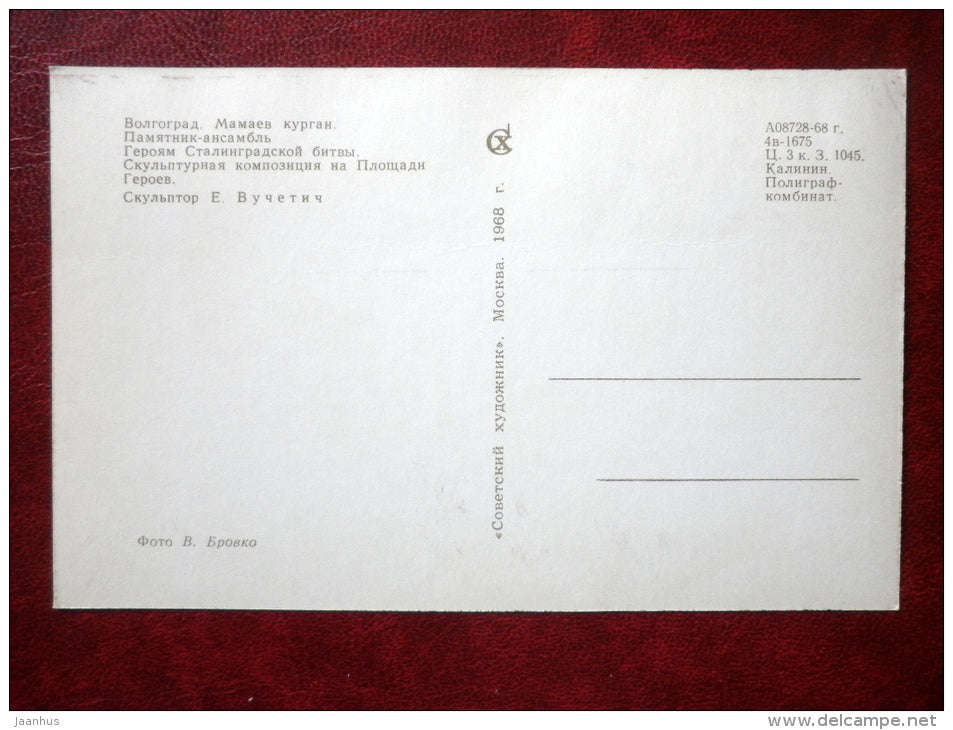 Волгоград. Мамаев курган.
Памятник-ансамбль
Героям Сталинградской битвы.
Скульптурная композиция на Площади
Героев.
Скульптор Е. Вучетич
Фото В. Бровко
«Советский художник». Москва. 1968 г.
СХ
А08728-68 г.
4в-1675
Ц. 3 к. З. 1045.
Калинин.
Полиграф-
комбинат.
jaanhus
www.delcampe.net